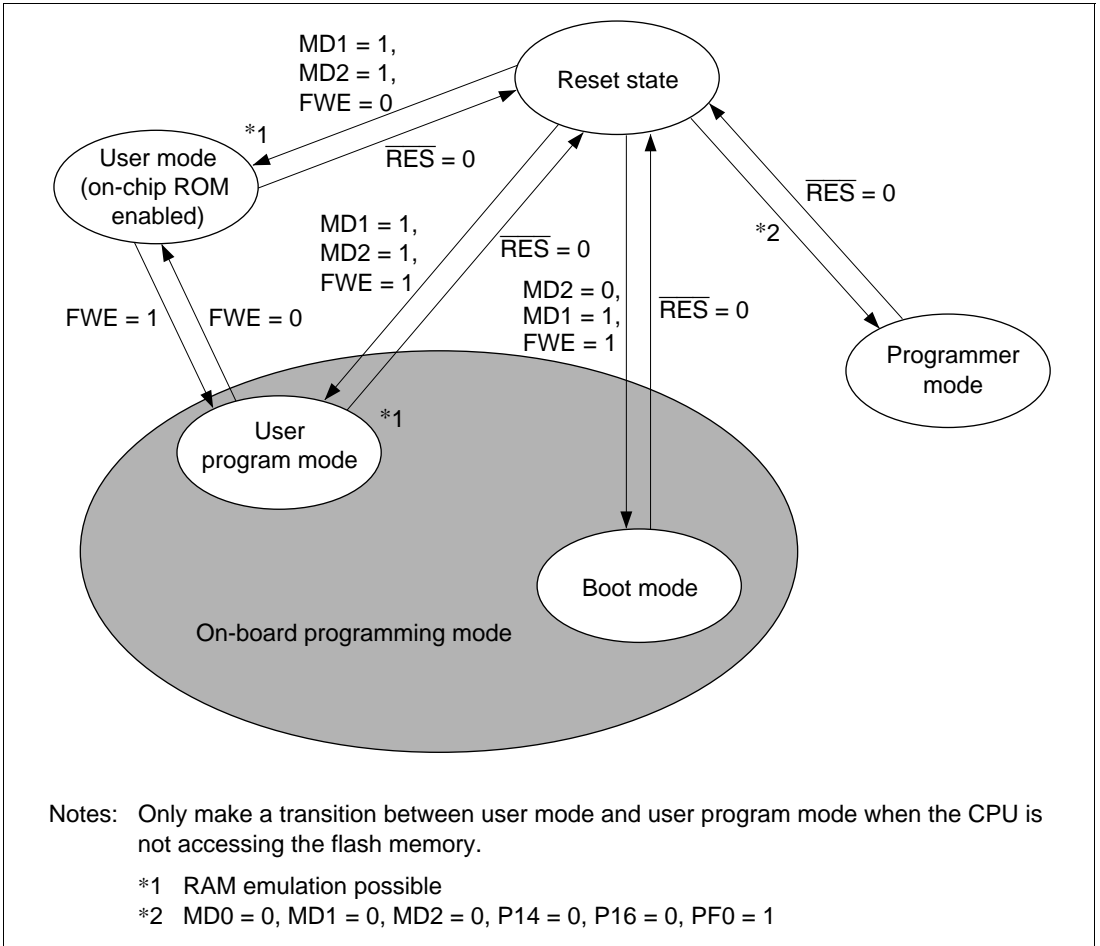 MD1 = 1,
MD2 = 1,
FWE = 0
Reset state
*1
User mode
(on-chip ROM
enabled)
R̅E̅S̅ = 0
MD1 = 1,
MD2 = 1,
FWE = 1
R̅E̅S̅ = 0
R̅E̅S̅ = 0
*2
MD2 = 0,
MD1 = 1,
FWE = 1
R̅E̅S̅ = 0
FWE = 1
FWE = 0
Programmer
mode
User
program mode
*1
Boot mode
On-board programming mode
Notes: Only make a transition between user mode and user program mode when the CPU is
not accessing the flash memory.
*1 RAM emulation possible
*2 MD0 = 0, MD1 = 0, MD2 = 0, P14 = 0, P16 = 0, PF0 = 1